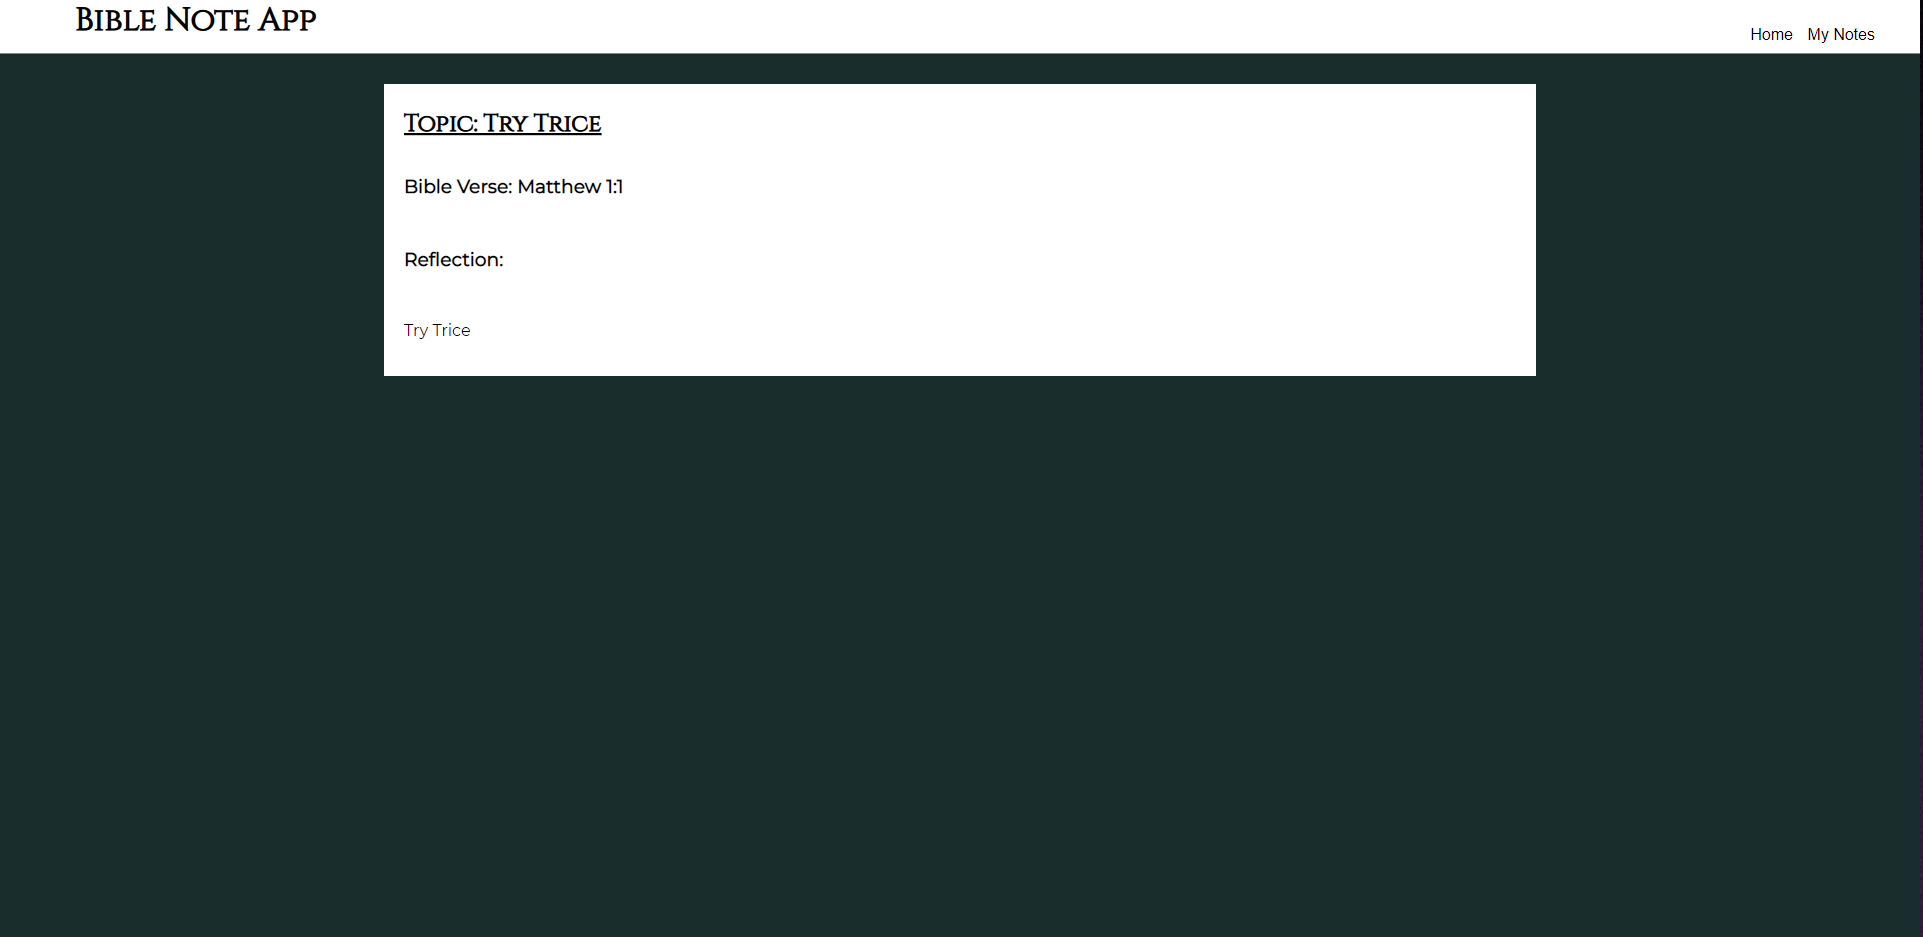 Bible Note App
Home My Notes
Topic: Try Trice
Bible Verse: Matthew 1:1
Reflection:
Try Trice